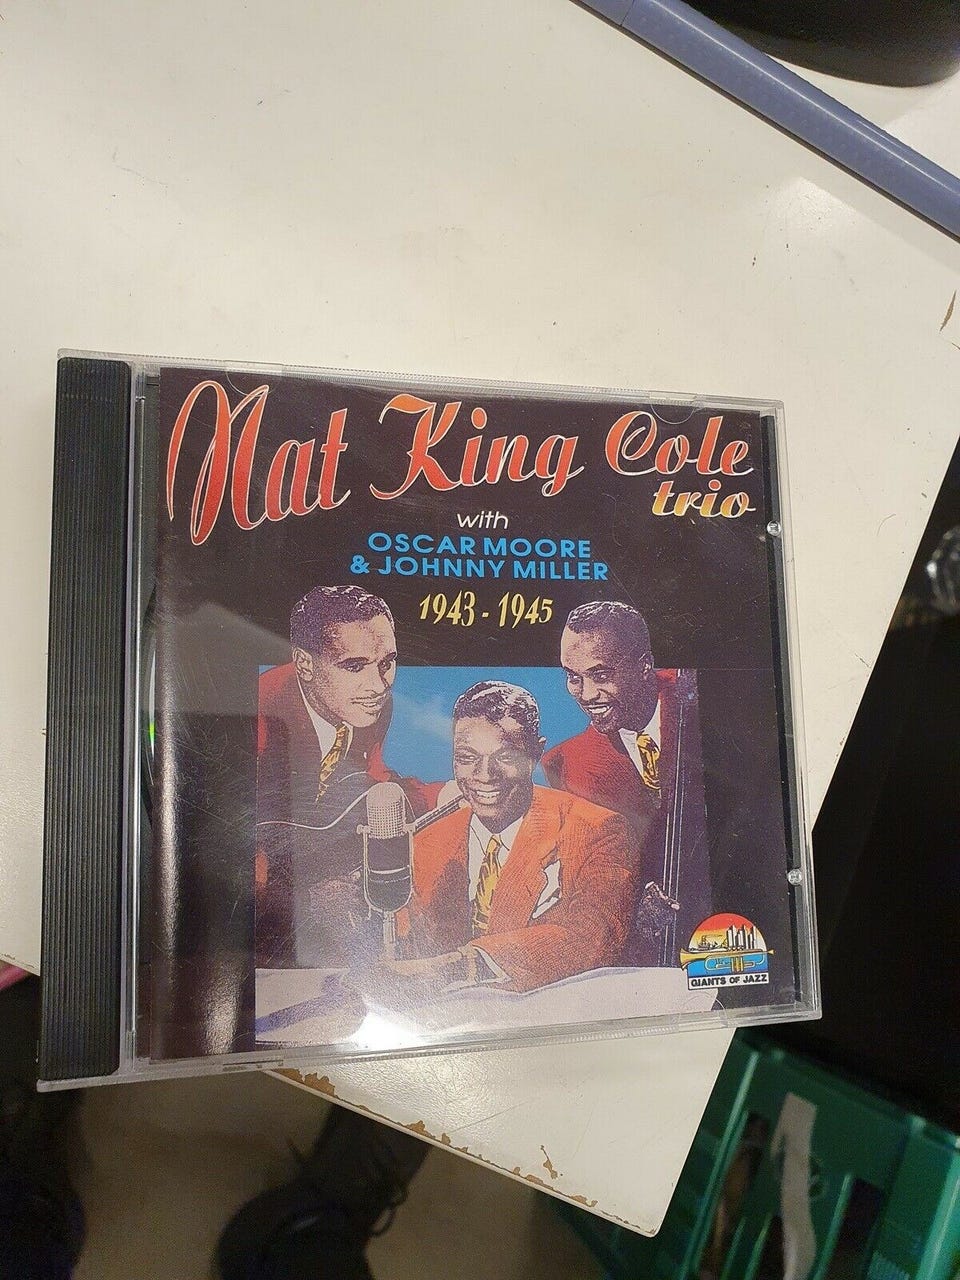 Nat King Cole
trio
with
OSCAR MOORE
& JOHNNY MILLER
1943 - 1945
GIANTS OF JAZZ